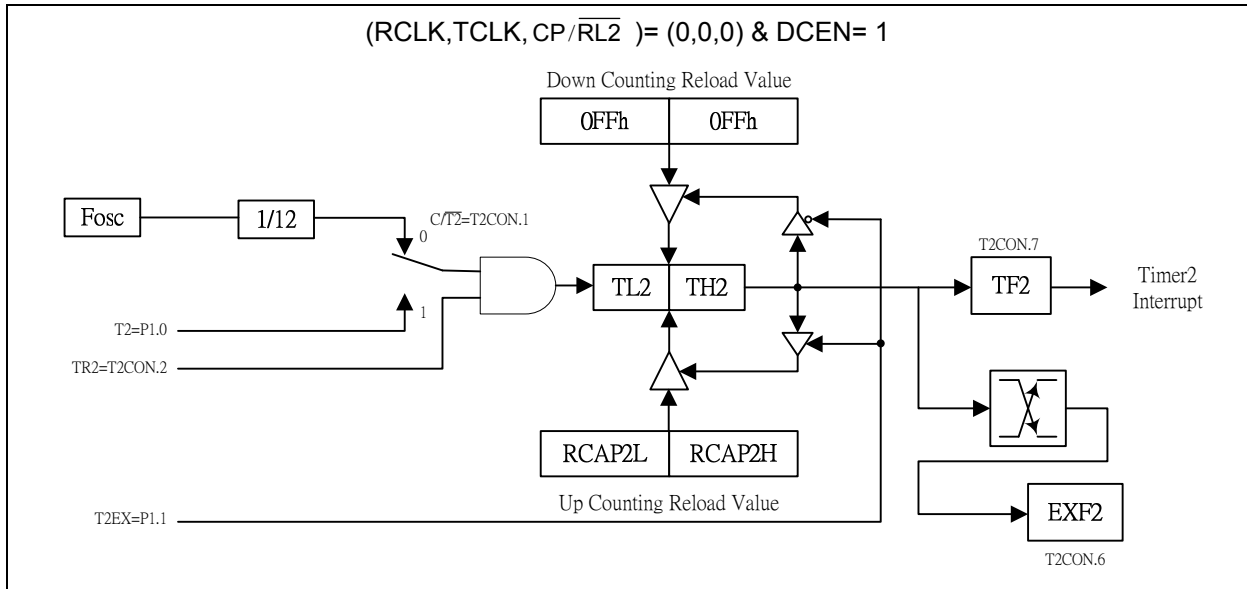 (RCLK,TCLK, CP/R̅L̅2̅ )= (0,0,0) & DCEN= 1
Down Counting Reload Value
0FFh 0FFh
Fosc
1/12
C/T̅2̅=T2CON.1
0
1
T2=P1.0
TR2=T2CON.2
TL2 TH2
T2CON.7
TF2
Timer2
Interrupt
RCAP2L RCAP2H
Up Counting Reload Value
T2EX=P1.1
EXF2
T2CON.6